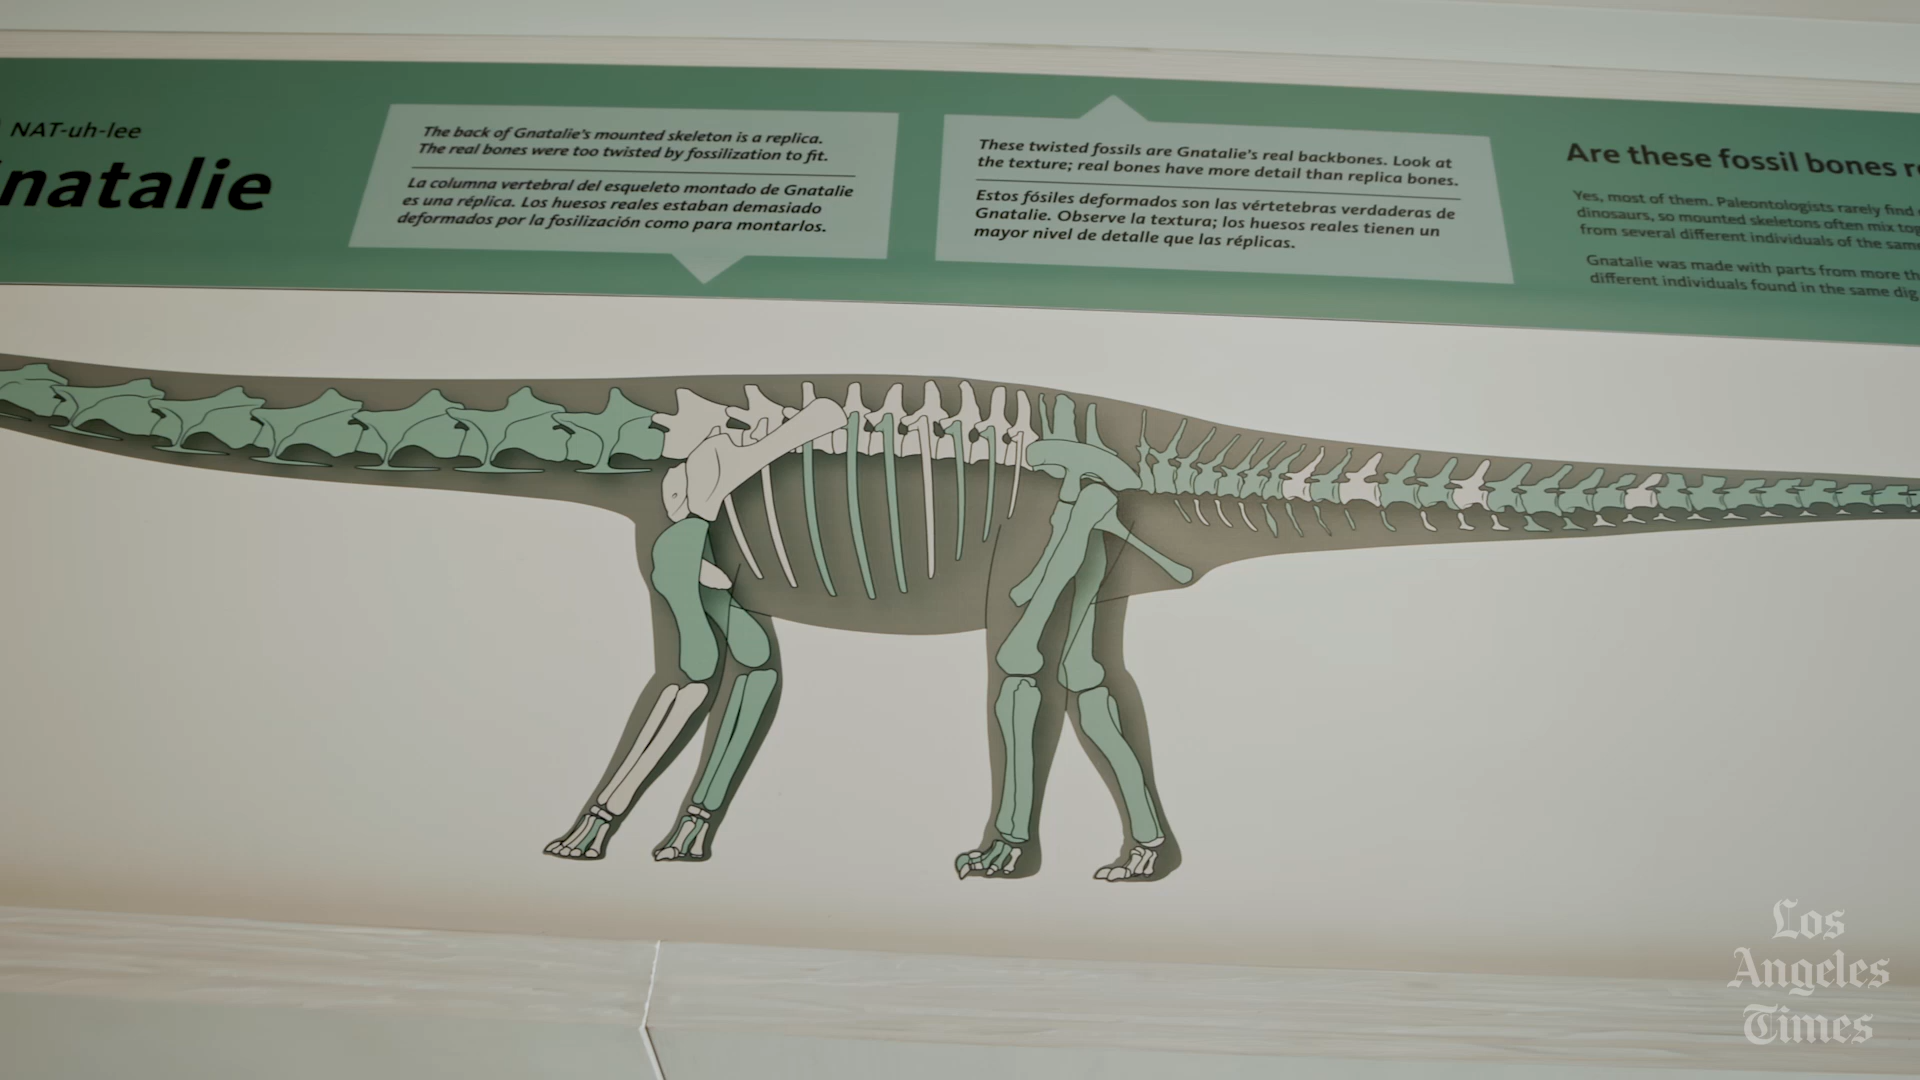 NAT-uh-lee
natalie
The back of Gnatalie's mounted skeleton is a replica.
The real bones were too twisted by fossilization to fit.
La columna vertebral del esqueleto montado de Gnatalie
es una réplica. Los huesos reales estaban demasiado
deformados por la fosilización como para montarlos.
These twisted fossils are Gnatalie's real backbones. Look at
the texture; real bones have more detail than replica bones.
Estos fósiles deformados son las vértetebras verdaderas de
Gnatalie. Observe la textura; los huesos reales tienen un
mayor nivel de detalle que las réplicas.
Are these fossil bones
Yes, most of them. Paleontologists rarely find
dinosaurs, so mounted skeletons often mix
from several different individuals of the same
Gnatalie was made with parts from more
different individuals found in the same dig
Los
Angeles
Times